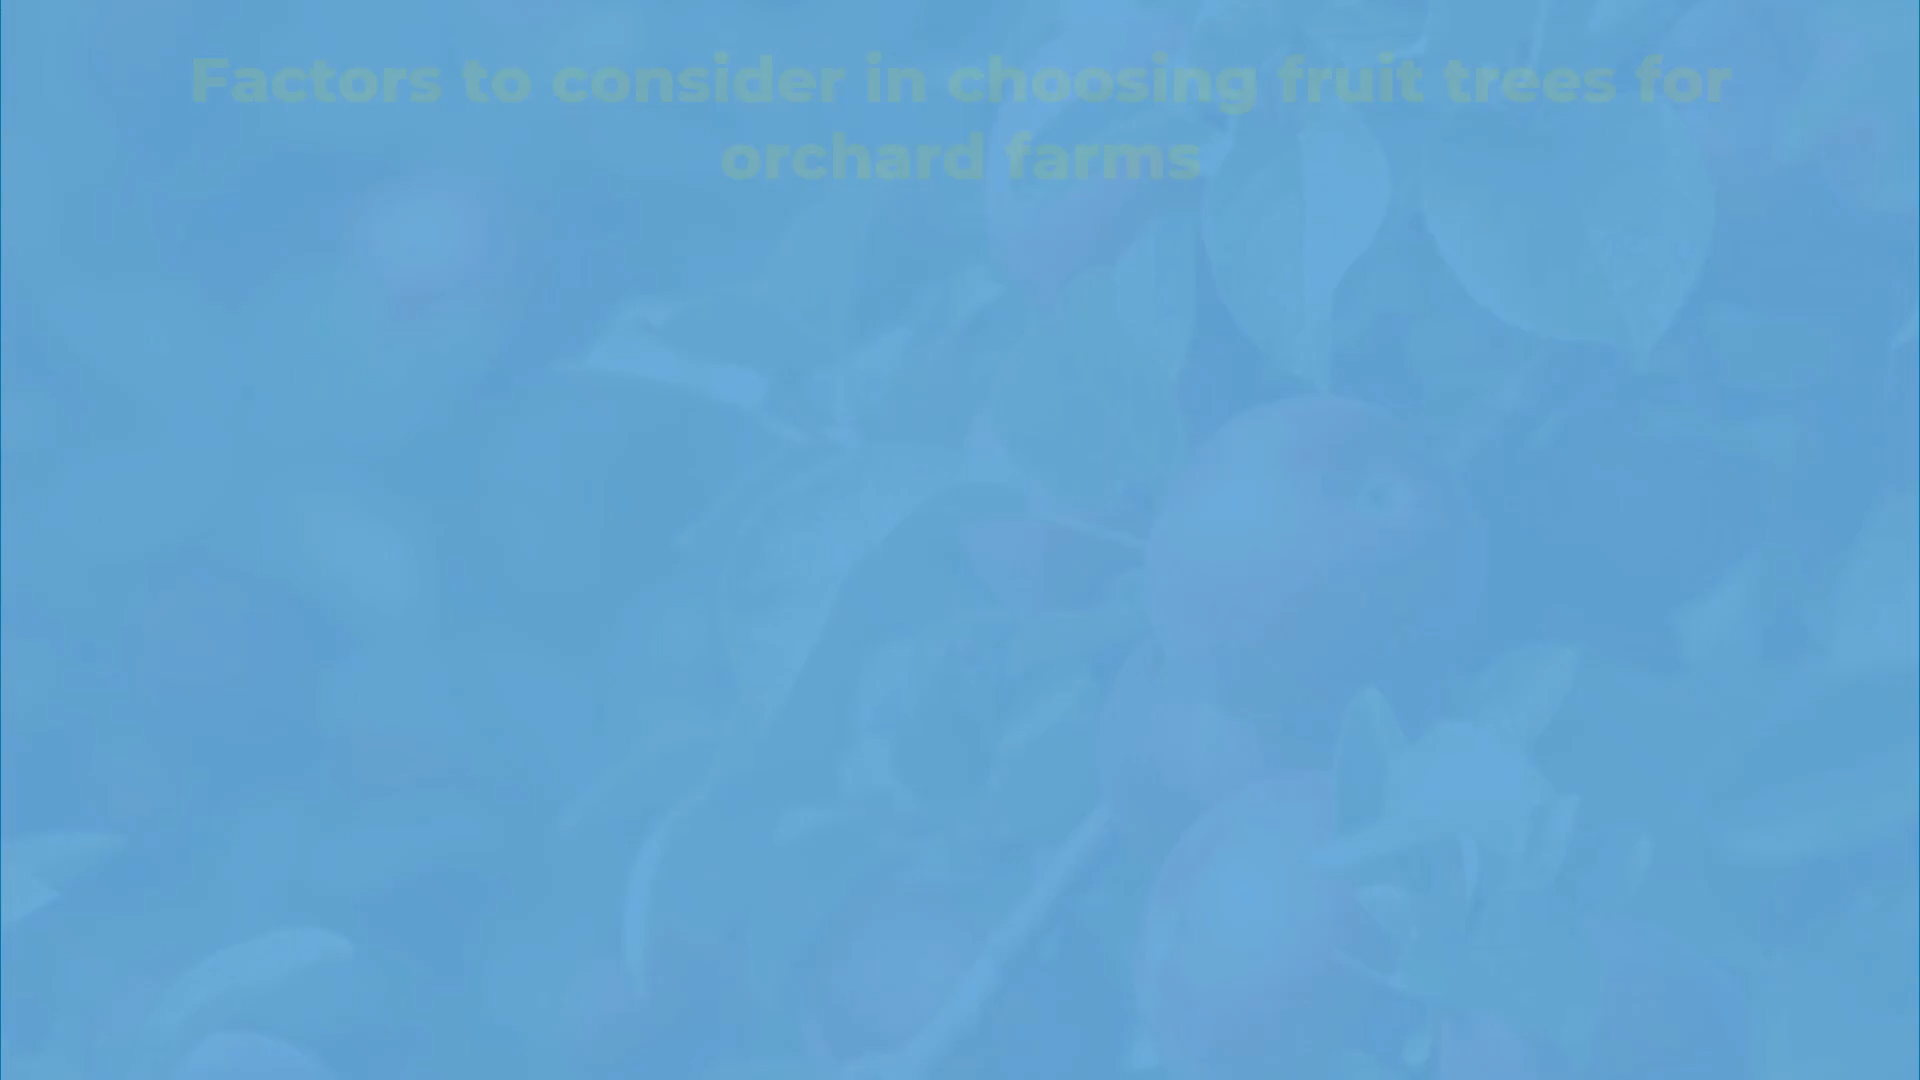 Factors to consider in choosing fruit trees for
orchard farms